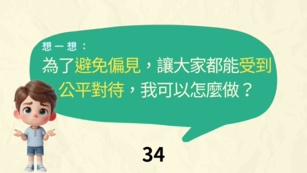 想一想：
為了避免偏見，讓大家都能受到
公平對待，我可以怎麼做？
34